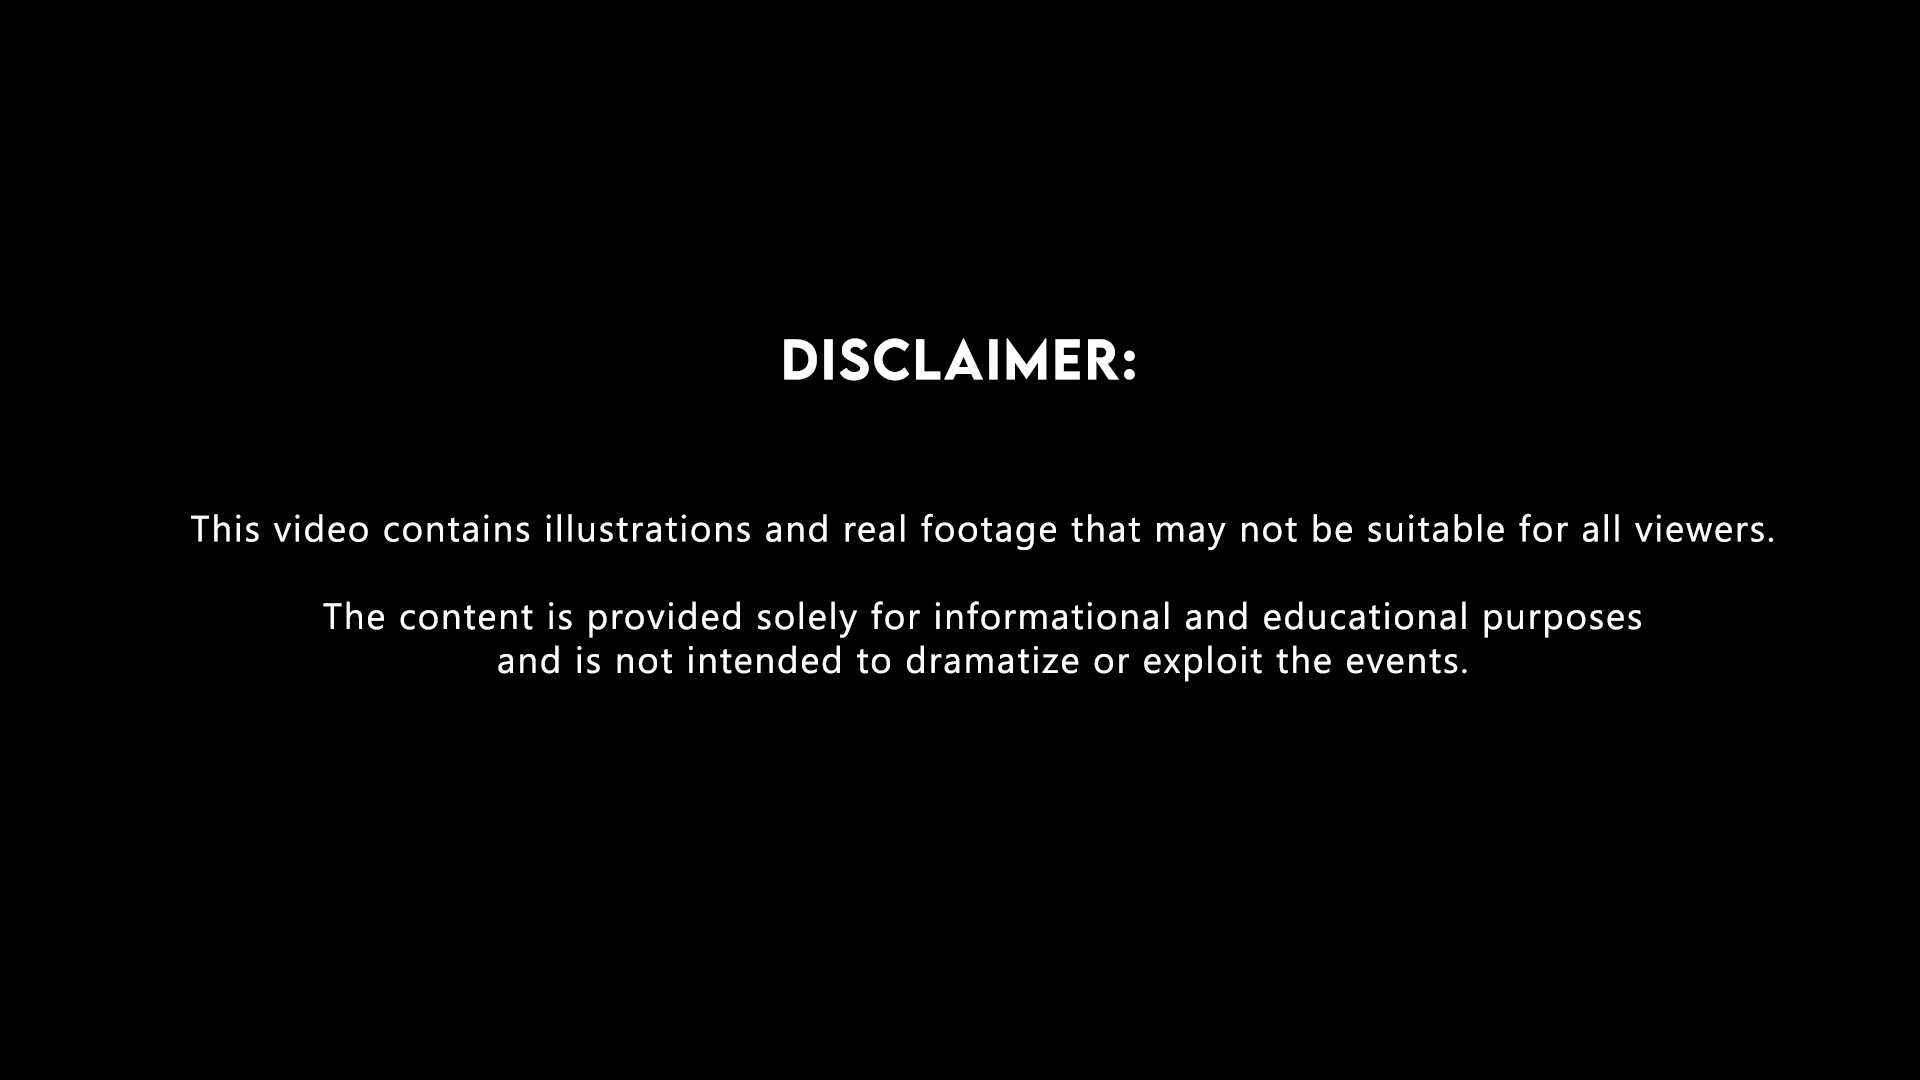 DISCLAIMER:
This video contains illustrations and real footage that may not be suitable for all viewers.
The content is provided solely for informational and educational purposes
and is not intended to dramatize or exploit the events.